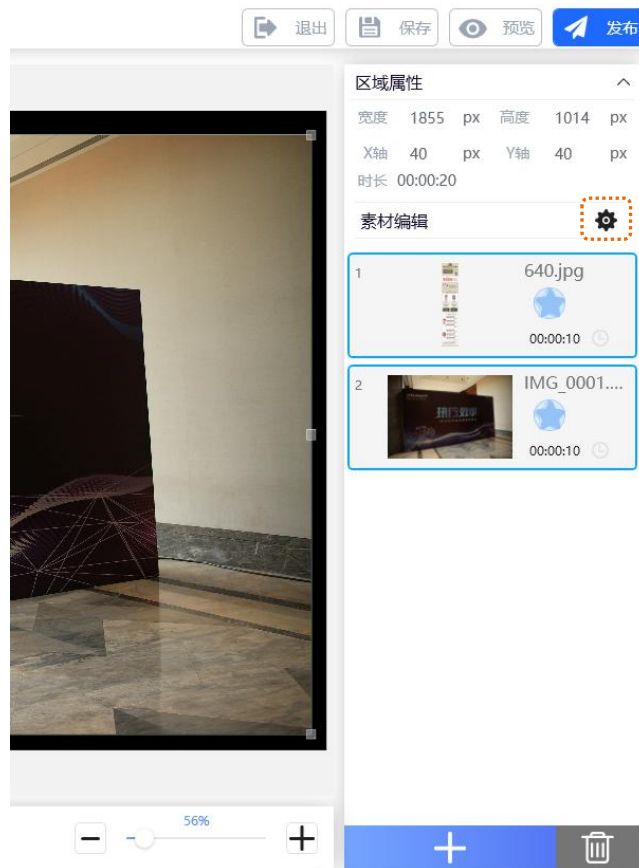 退出 保存 预览 发布
区域属性
宽度 1855 px 高度 1014 px
X轴 40 px Y轴 40 px
时长 00:00:20
素材编辑
1 640.jpg
00:00:10
2 IMG_0001....
00:00:10
56%